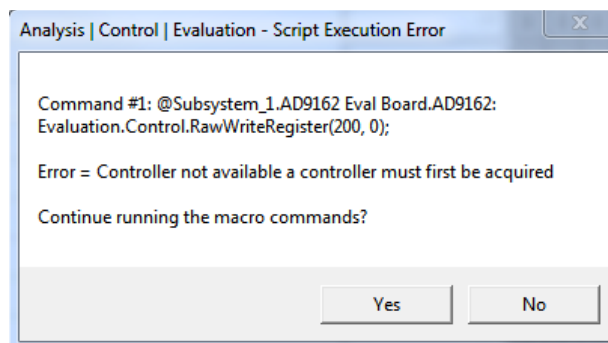 Analysis | Control | Evaluation - Script Execution Error
Command #1: @Subsystem_1.AD9162 Eval Board.AD9162:
Evaluation.Control.RawWriteRegister(200, 0);
Error = Controller not available a controller must first be acquired
Continue running the macro commands?
Yes
No